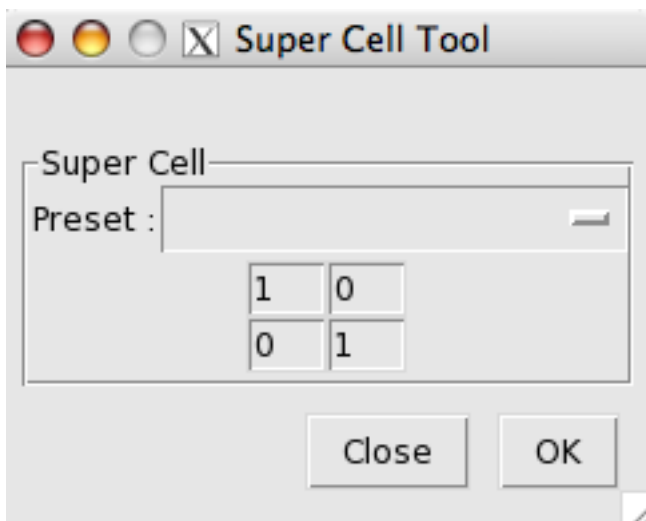 X Super Cell Tool
Super Cell
Preset :
1 0
0 1
Close OK